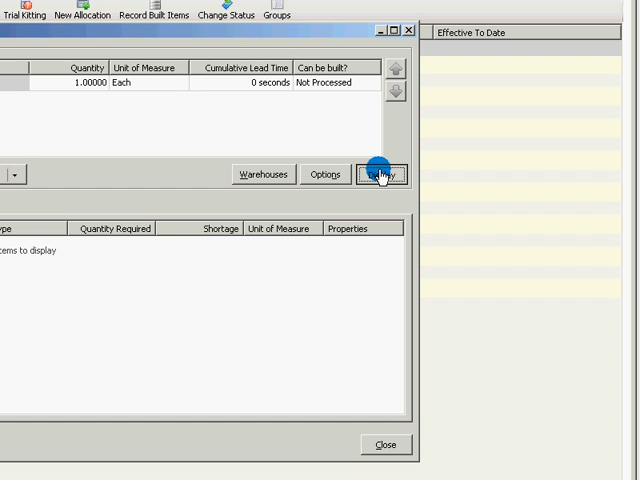 Trial Kitting New Allocation Record Built Items Change Status Groups
Effective To Date
Quantity Unit of Measure Cumulative Lead Time Can be built?
1.00000 Each 0 seconds Not Processed
Warehouses Options
Quantity Required Shortage Unit of Measure Properties
to display
Close